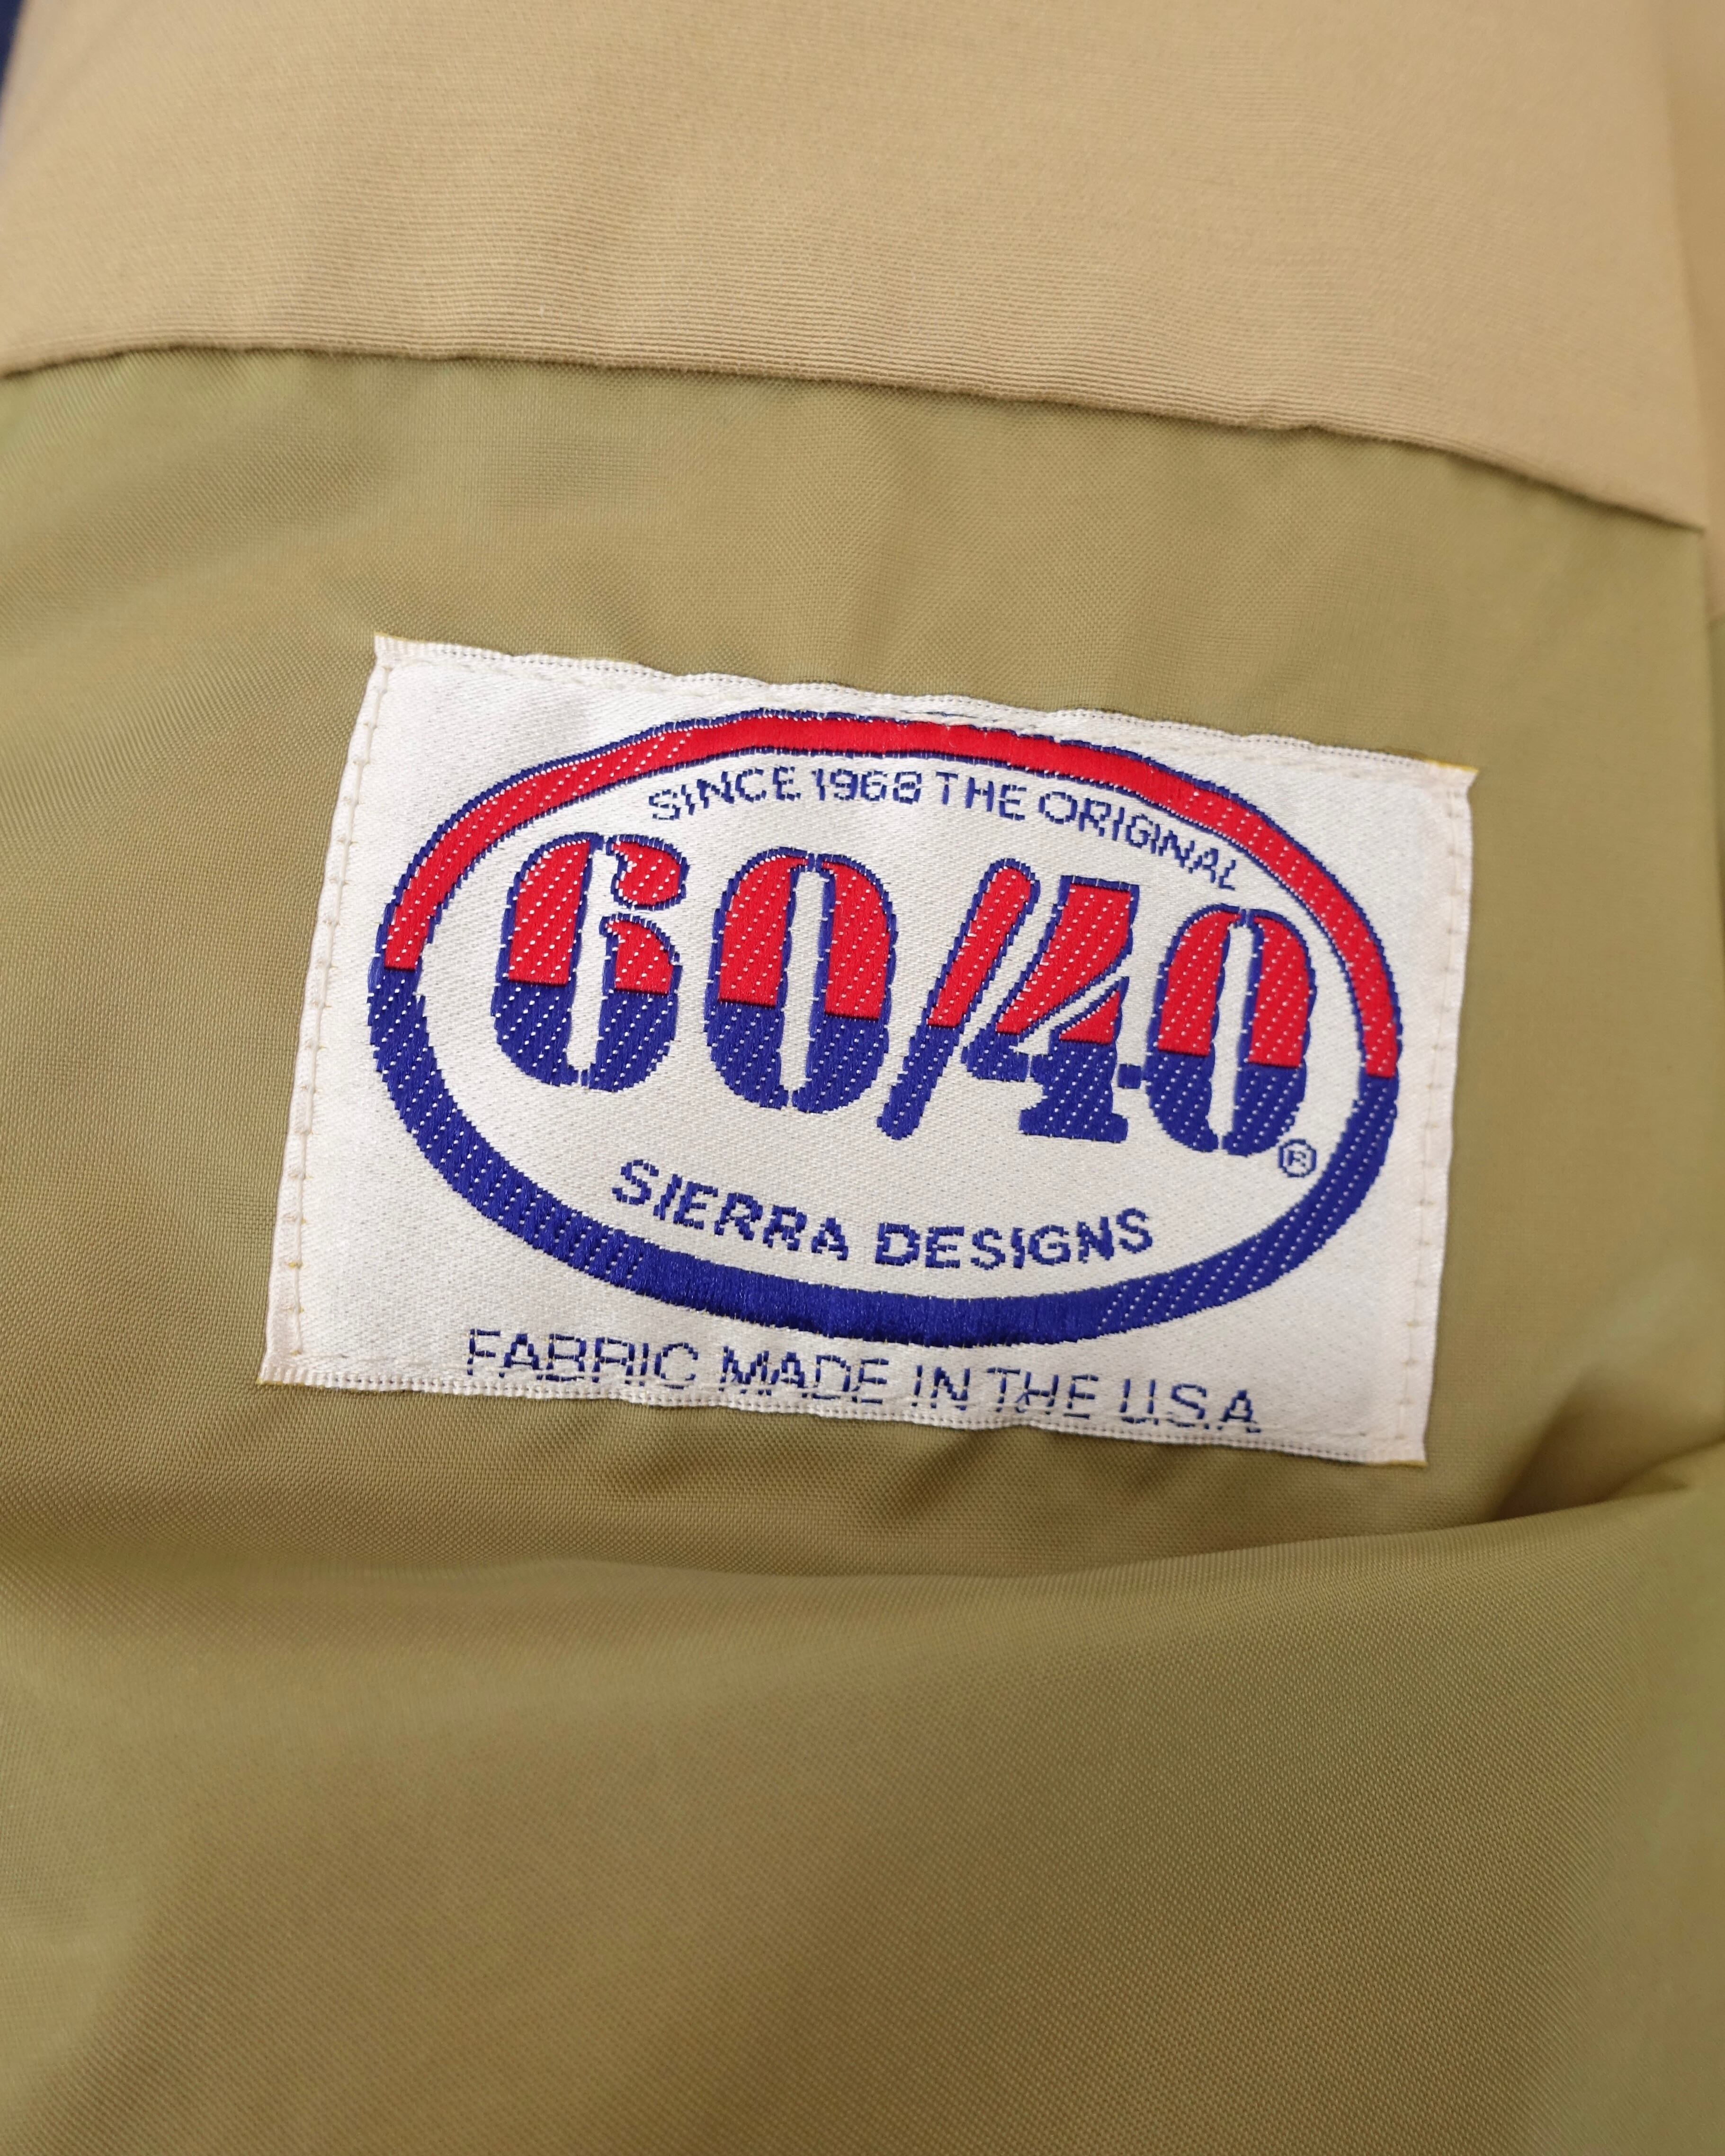 SINCE 1968 THE ORIGINAL
60/40®
SIERRA DESIGNS
FABRIC MADE IN THE U.S.A